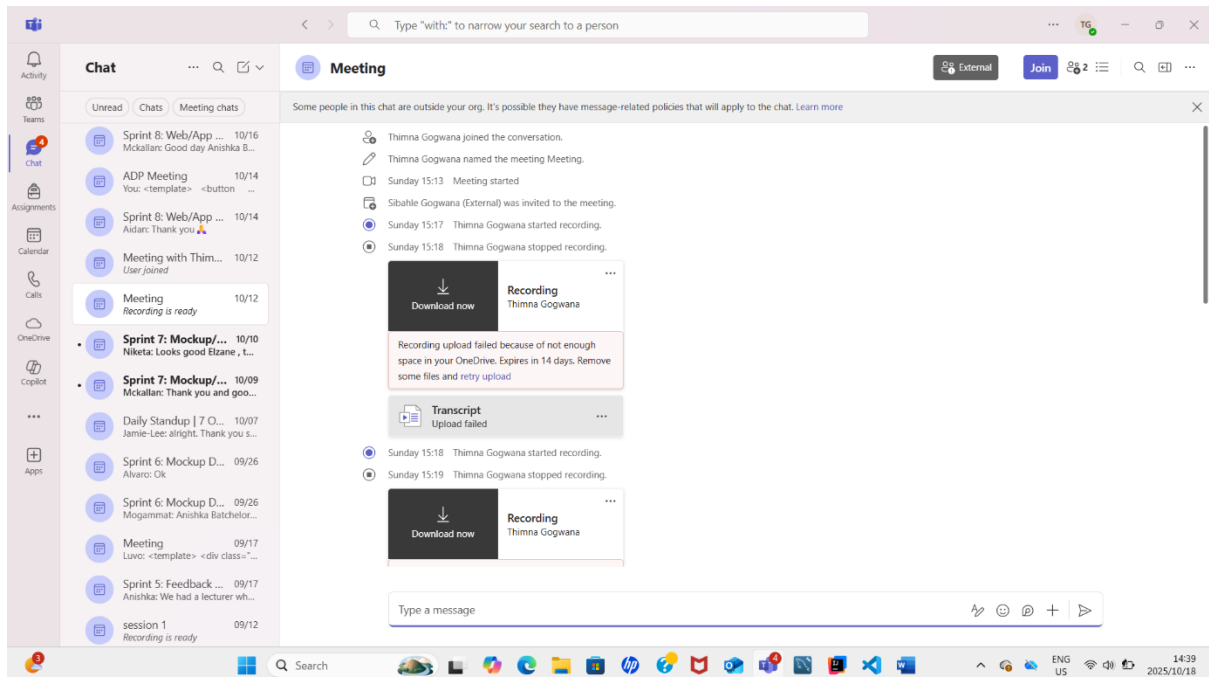 Type "with:" to narrow your search to a person
TG
Activity
Teams
4
Chat
Assignments
Calendar
Calls
OneDrive
Copilot
Apps
Chat
Unread Chats Meeting chats
Sprint 8: Web/App ... 10/16
Mckallan: Good day Anishka B...
ADP Meeting 10/14
You: <template> <button ...
Sprint 8: Web/App ... 10/14
Aidan: Thank you🙏
Meeting with Thim... 10/12
User joined
Meeting 10/12
Recording is ready
Sprint 7: Mockup/... 10/10
Niketa: Looks good Elzane , t...
Sprint 7: Mockup/... 10/09
Mckallan: Thank you and goo...
Daily Standup | 7 O... 10/07
Jamie-Lee: alright. Thank you s...
Sprint 6: Mockup D... 09/26
Alvaro: Ok
Sprint 6: Mockup D... 09/26
Mogammat: Anishka Batchelor...
Meeting 09/17
Luvo: <template> <div class="...
Sprint 5: Feedback ... 09/17
Anishka: We had a lecturer wh...
session 1 09/12
Recording is ready
Meeting
External
Join
2
Some people in this chat are outside your org. It's possible they have message-related policies that will apply to the chat. Learn more
Thimna Gogwana joined the conversation.
Thimna Gogwana named the meeting Meeting.
Sunday 15:13 Meeting started
Sibahle Gogwana (External) was invited to the meeting.
Sunday 15:17 Thimna Gogwana started recording.
Sunday 15:18 Thimna Gogwana stopped recording.
Download now
Recording
Thimna Gogwana
Recording upload failed because of not enough
space in your OneDrive. Expires in 14 days. Remove
some files and retry upload
Transcript
Upload failed
Sunday 15:18 Thimna Gogwana started recording.
Sunday 15:19 Thimna Gogwana stopped recording.
Download now
Recording
Thimna Gogwana
Type a message
3
Search
hp
4
ENG
US
14:39
2025/10/18